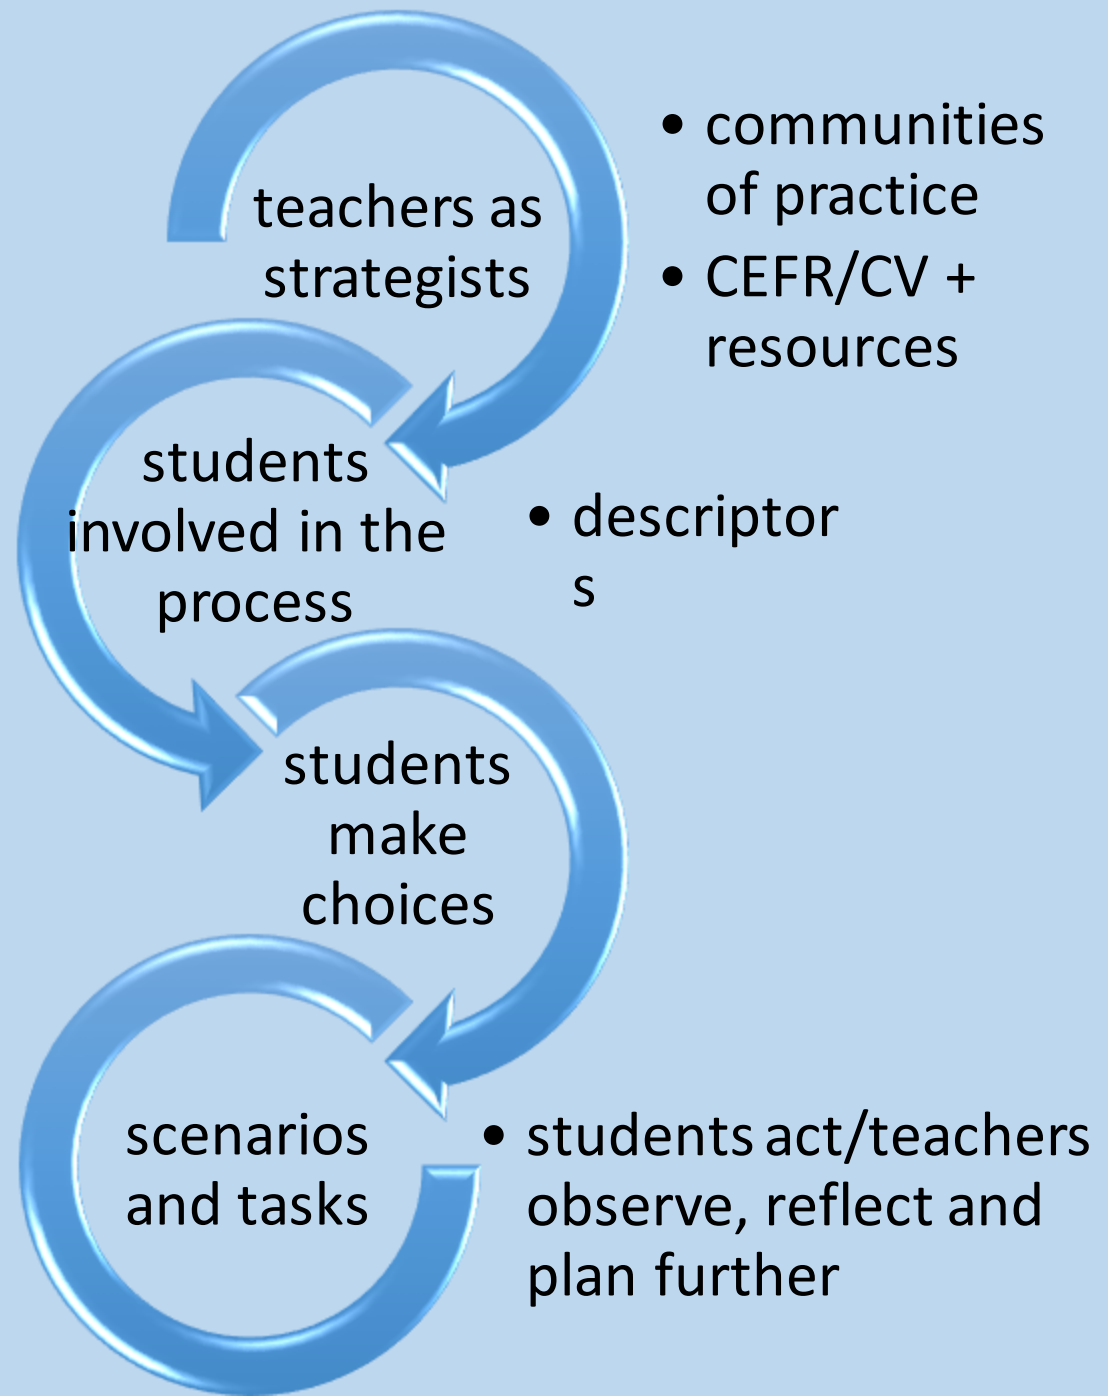 teachers as
strategists
• communities
of practice
• CEFR/CV +
resources
students
involved in the
process
• descriptor
s
students
make
choices
scenarios
and tasks
• students act/teachers
observe, reflect and
plan further